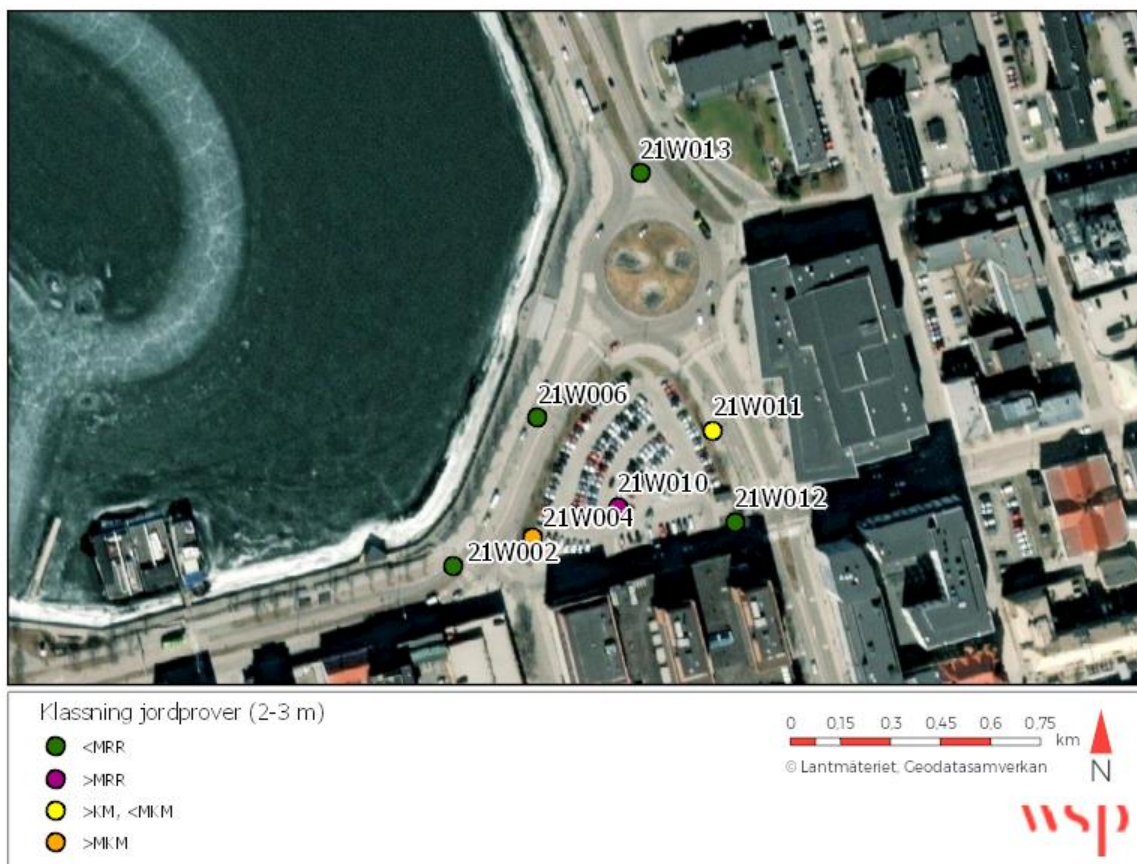 21W013
21W006
21W011
21W010
21W004
21W012
21W002
Klassning jordprover (2-3 m)
<MRR
>MRR
>KM, <MKM
>MKM
0 0,15 0,3 0,45 0,6 0,75
km
© Lantmäteriet, Geodatasamverkan
N
wsp